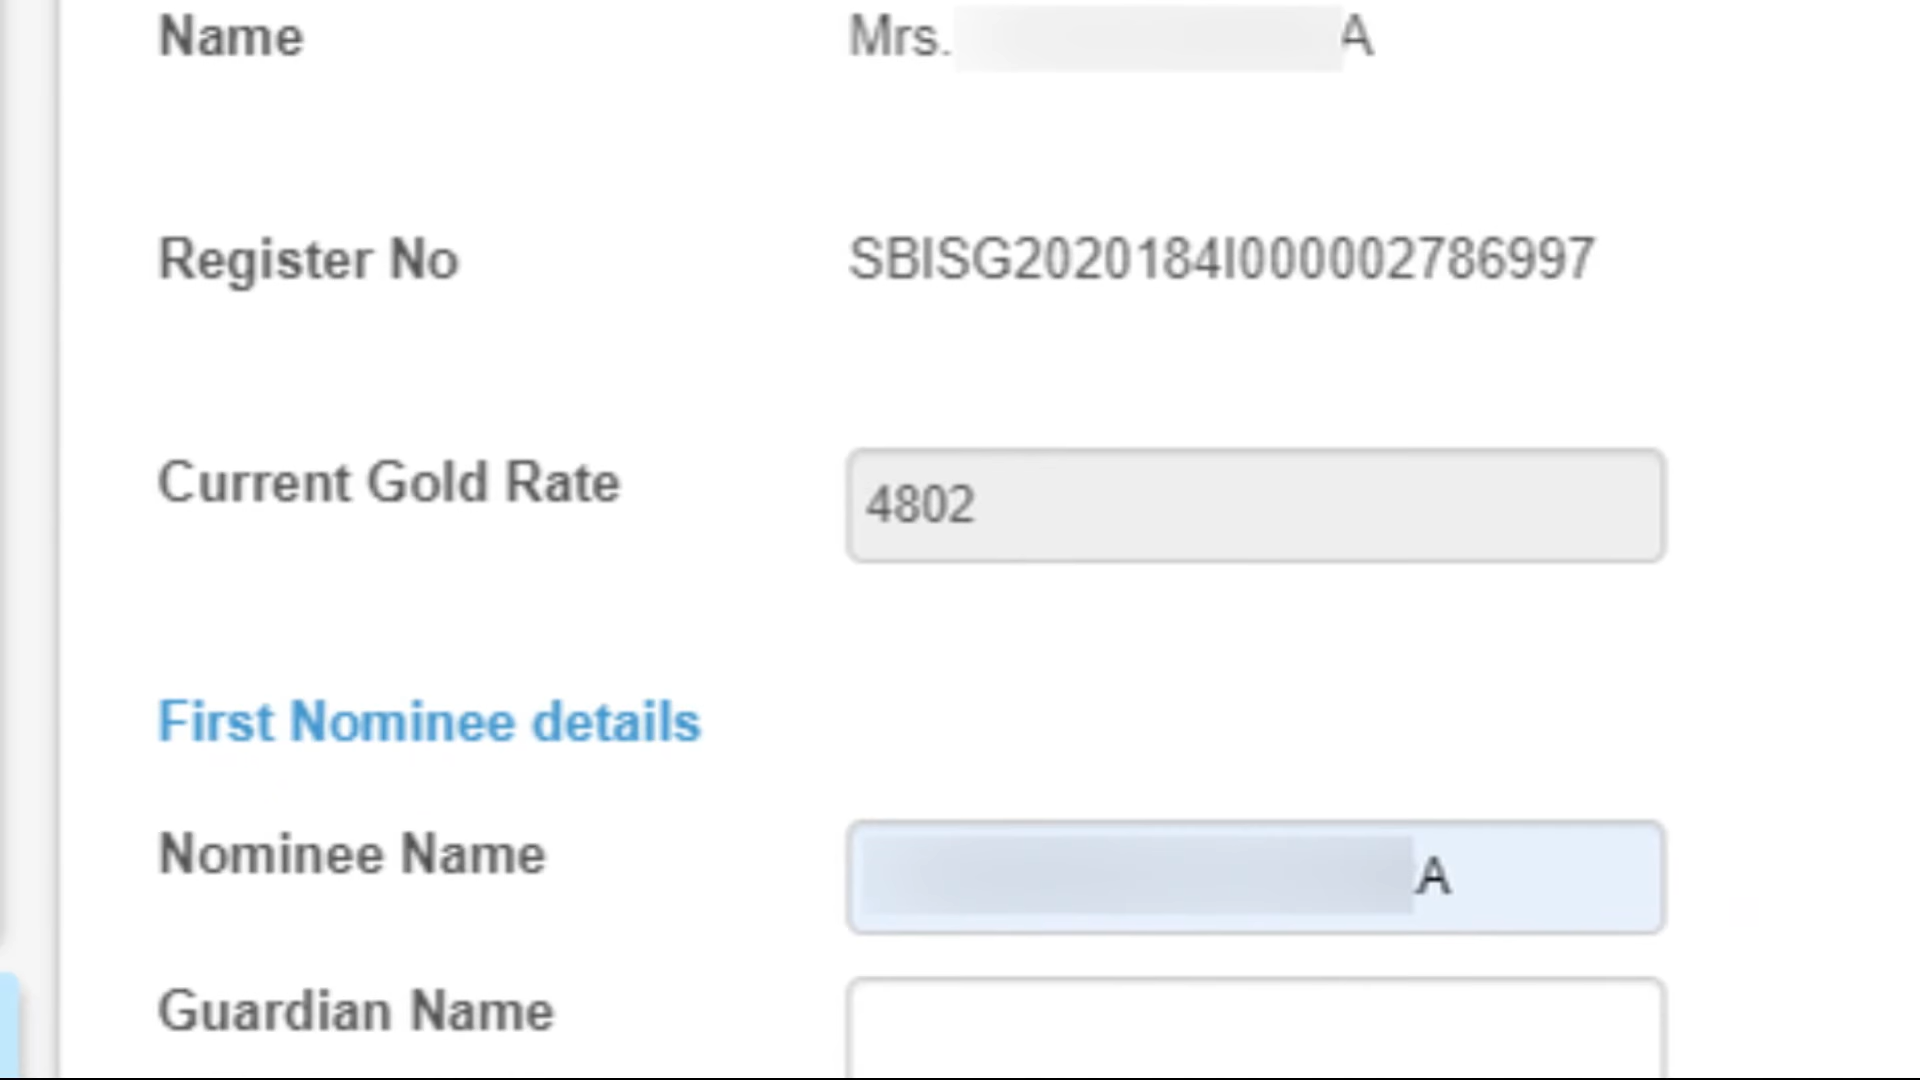 Name Mrs. A
Register No SBISG2020184I000002786997
Current Gold Rate 4802
First Nominee details
Nominee Name A
Guardian Name